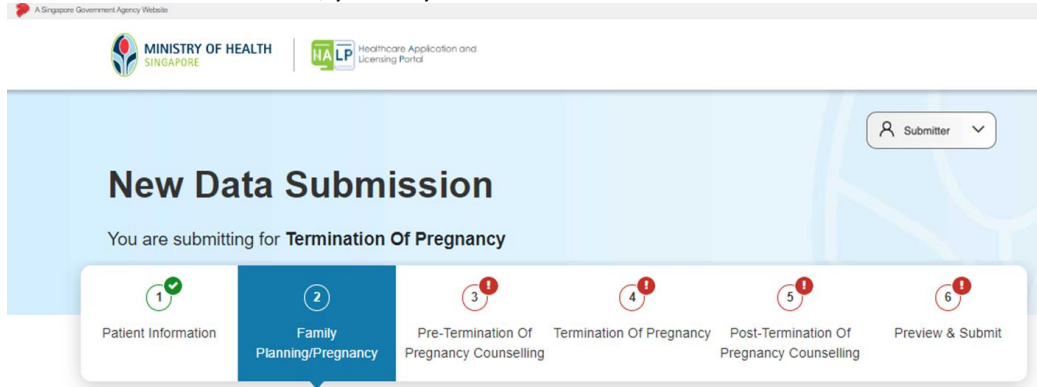 A Singapore Government Agency Website
MINISTRY OF HEALTH
SINGAPORE
HALP
Healthcare Application and
Licensing Portal
Submitter
New Data Submission
You are submitting for Termination Of Pregnancy
1
Patient Information
2
Family
Planning/Pregnancy
3
Pre-Termination Of
Pregnancy Counselling
4
Termination Of Pregnancy
5
Post-Termination Of
Pregnancy Counselling
6
Preview & Submit